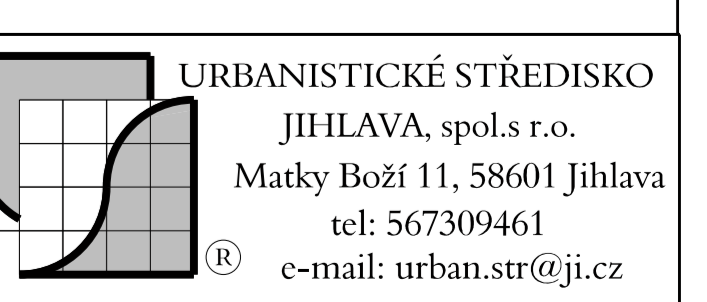 URBANISTICKÉ STŘEDISKO
JIHLAVA, spol.s r.o.
Matky Boží 11, 58601 Jihlava
tel: 567309461
® e-mail: urban.str@ji.cz